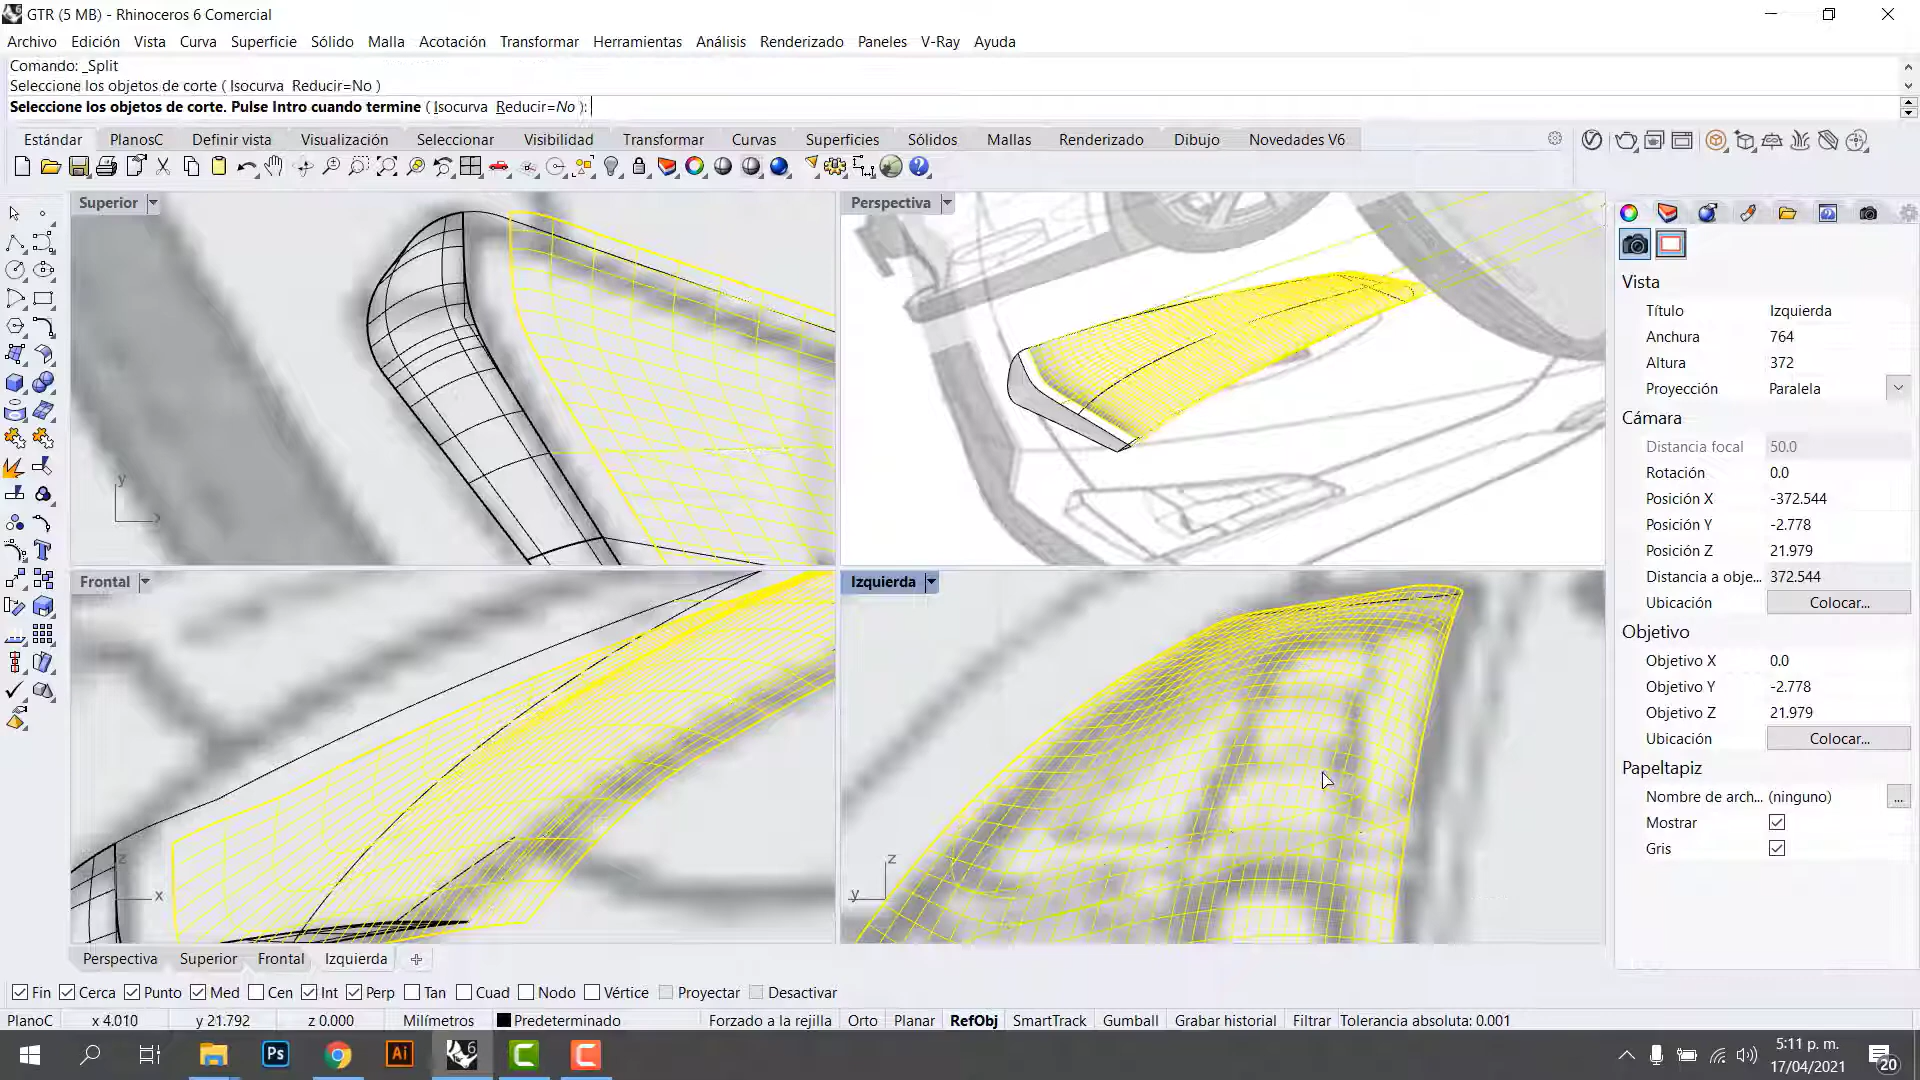 GTR (5 MB) - Rhinoceros 6 Comercial
Archivo Edición Vista Curva Superficie Sólido Malla Acotación Transformar Herramientas Análisis Renderizado Paneles V-Ray Ayuda
Comando: _Split
Seleccione los objetos de corte ( Isocurva Reducir=No )
Seleccione los objetos de corte. Pulse Intro cuando termine ( Isocurva Reducir=No ):
Estándar PlanosC Definir vista Visualización Seleccionar Visibilidad Transformar Curvas Superficies Sólidos Mallas Renderizado Dibujo Novedades V6
Superior
Perspectiva
y
x
Frontal
Izquierda
z
x
z
y
Vista
Título Izquierda
Anchura 764
Altura 372
Proyección Paralela
Cámara
Distancia focal 50.0
Rotación 0.0
Posición X -372.544
Posición Y -2.778
Posición Z 21.979
Distancia a obje... 372.544
Ubicación Colocar...
Objetivo
Objetivo X 0.0
Objetivo Y -2.778
Objetivo Z 21.979
Ubicación Colocar...
Papeltapiz
Nombre de arch... (ninguno) ...
Mostrar
Gris
Perspectiva Superior Frontal Izquierda
Fin Cerca Punto Med Cen Int Perp Tan Cuad Nodo Vértice Proyectar Desactivar
PlanoC x 4.010 y 21.792 z 0.000 Milímetros Predeterminado Forzado a la rejilla Orto Planar RefObj SmartTrack Gumball Grabar historial Filtrar Tolerancia absoluta: 0.001
Ps Ai 6 C C
5:11 p. m.
17/04/2021
20